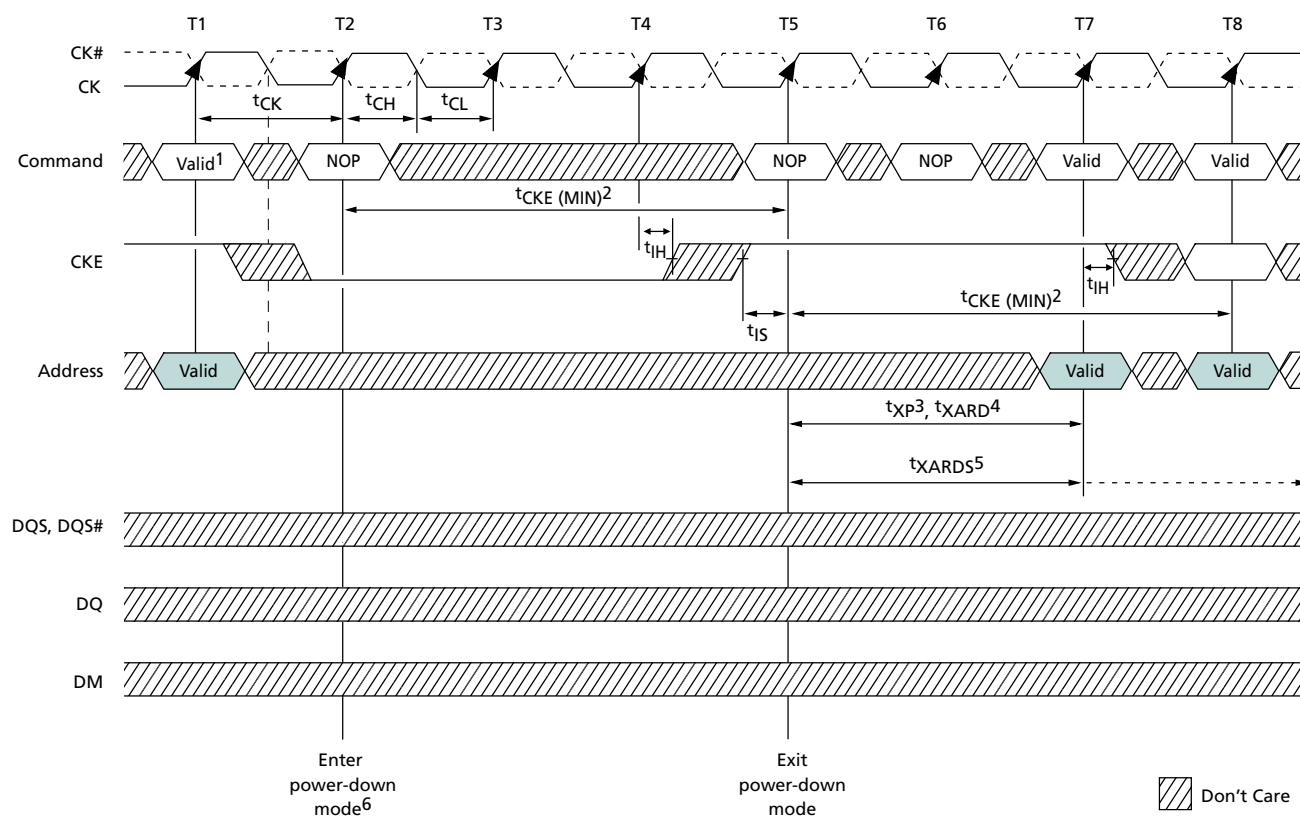 T1 T2 T3 T4 T5 T6 T7 T8
CK#
CK
tCK tCH tCL
Command Valid1 NOP NOP NOP Valid Valid
tCKE (MIN)2
tIH
CKE
tIH
tCKE (MIN)2
tIS
Address Valid Valid Valid
tXP3, tXARD4
tXARDS5
DQS, DQS#
DQ
DM
Enter
power-down
mode6
Exit
power-down
mode
Don't Care